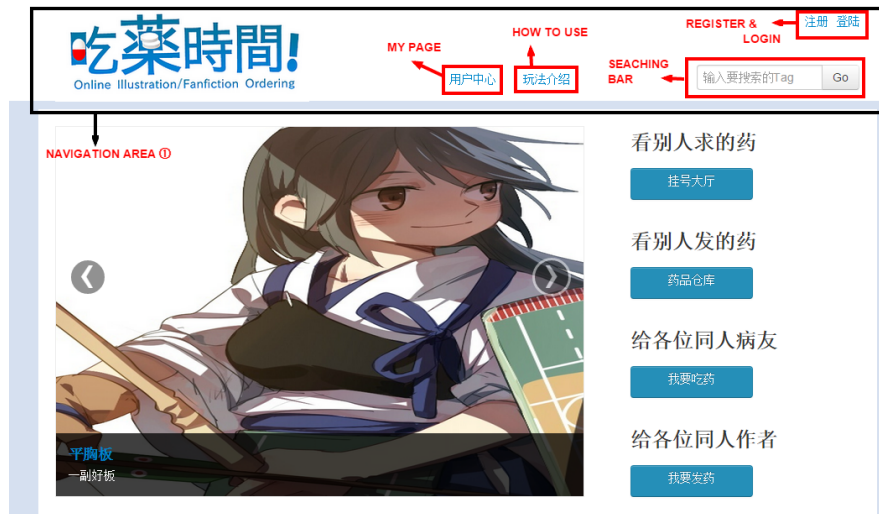 吃藥時間!
Online Illustration/Fanfiction Ordering
MY PAGE
HOW TO USE
REGISTER &
LOGIN
注册 登陆
用户中心
玩法介绍
SEACHING
BAR
输入要搜索的Tag
Go
NAVIGATION AREA ①
看别人求的药
挂号大厅
看别人发的药
药品仓库
给各位同人病友
我要吃药
给各位同人作者
我要发药
平胸板
一副好板